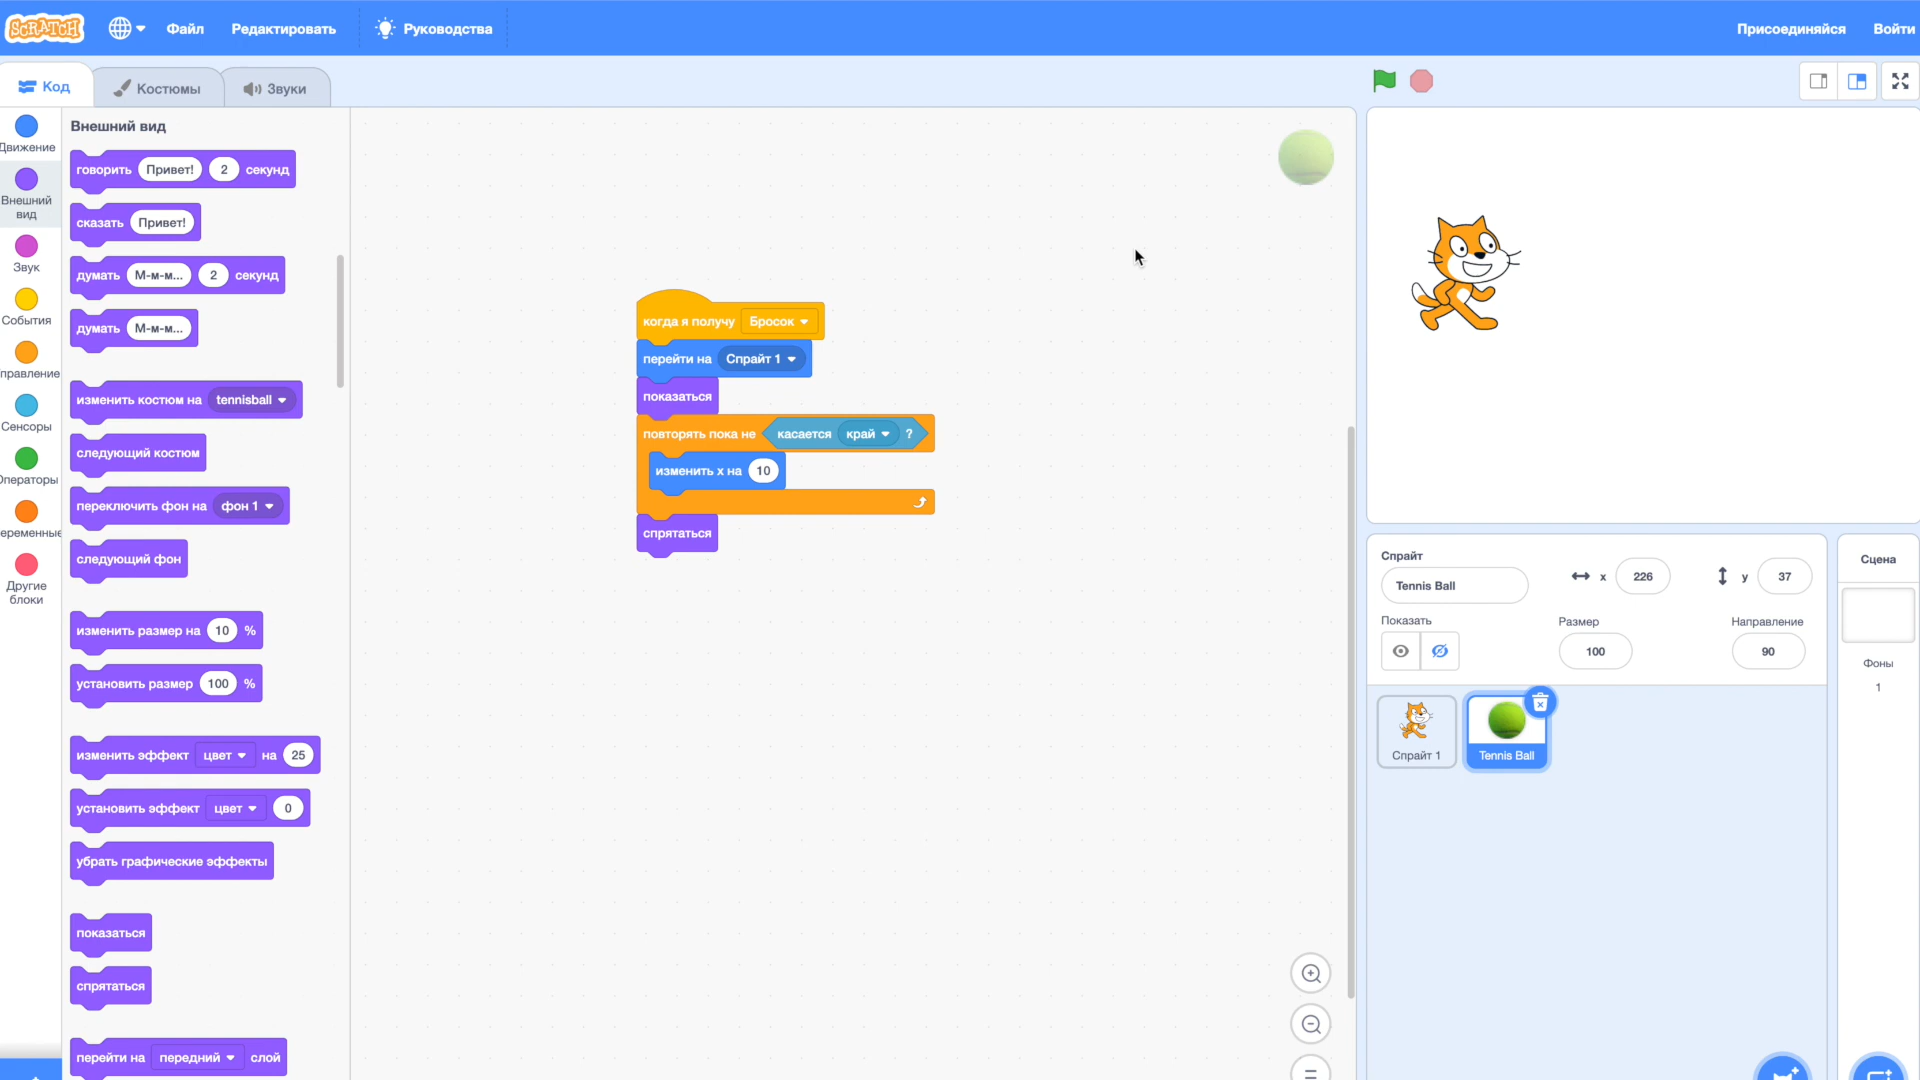 SCRATCH
Файл
Редактировать
Руководства
Присоединяйся
Войти
Код
Костюмы
Звуки
Движение
Внешний
вид
Звук
События
правление
Сенсоры
Операторы
еременные
Другие
блоки
Внешний вид
говорить Привет! 2 секунд
сказать Привет!
думать М-м-м... 2 секунд
думать М-м-м...
изменить костюм на tennisball
следующий костюм
переключить фон на фон 1
следующий фон
изменить размер на 10 %
установить размер 100 %
изменить эффект цвет на 25
установить эффект цвет 0
убрать графические эффекты
показаться
спрятаться
перейти на передний слой
когда я получу Бросок
перейти на Спрайт 1
показаться
повторять пока не касается край ?
изменить х на 10
спрятаться
Спрайт
Tennis Ball
x 226
y 37
Показать
Размер
100
Направление
90
Спрайт 1
Tennis Ball
Сцена
Фоны
1